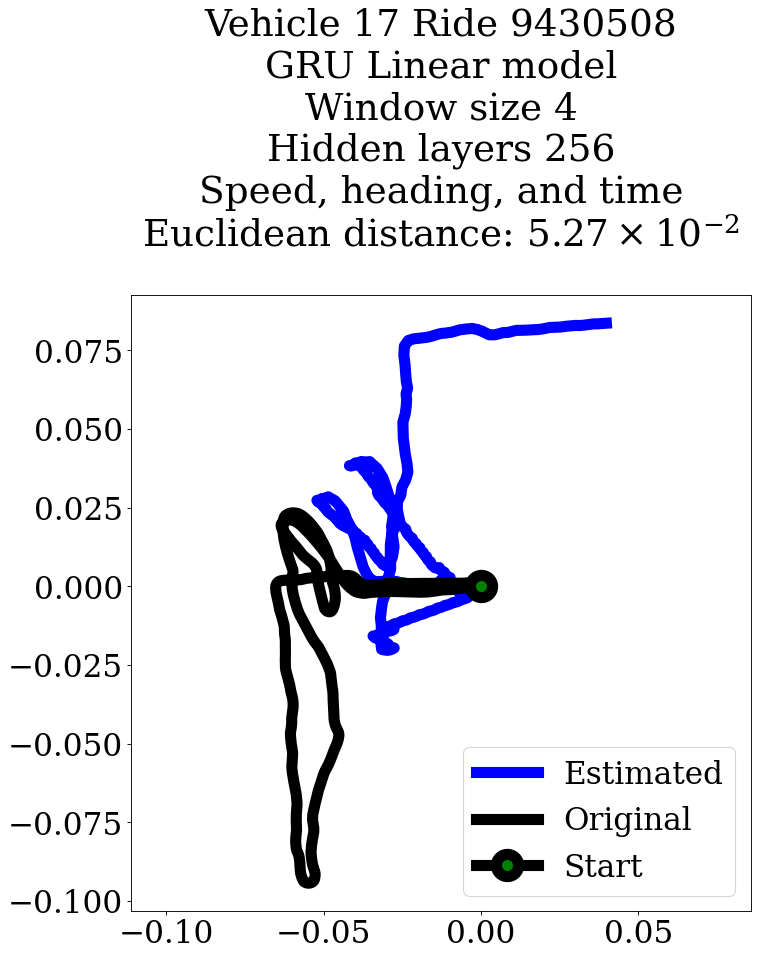 Vehicle 17 Ride 9430508
GRU Linear model
Window size 4
Hidden layers 256
Speed, heading, and time
Euclidean distance: 5.27 × 10⁻²
0.075
0.050
0.025
0.000
−0.025
−0.050
−0.075
−0.100
Estimated
Original
Start
−0.10 −0.05 0.00 0.05